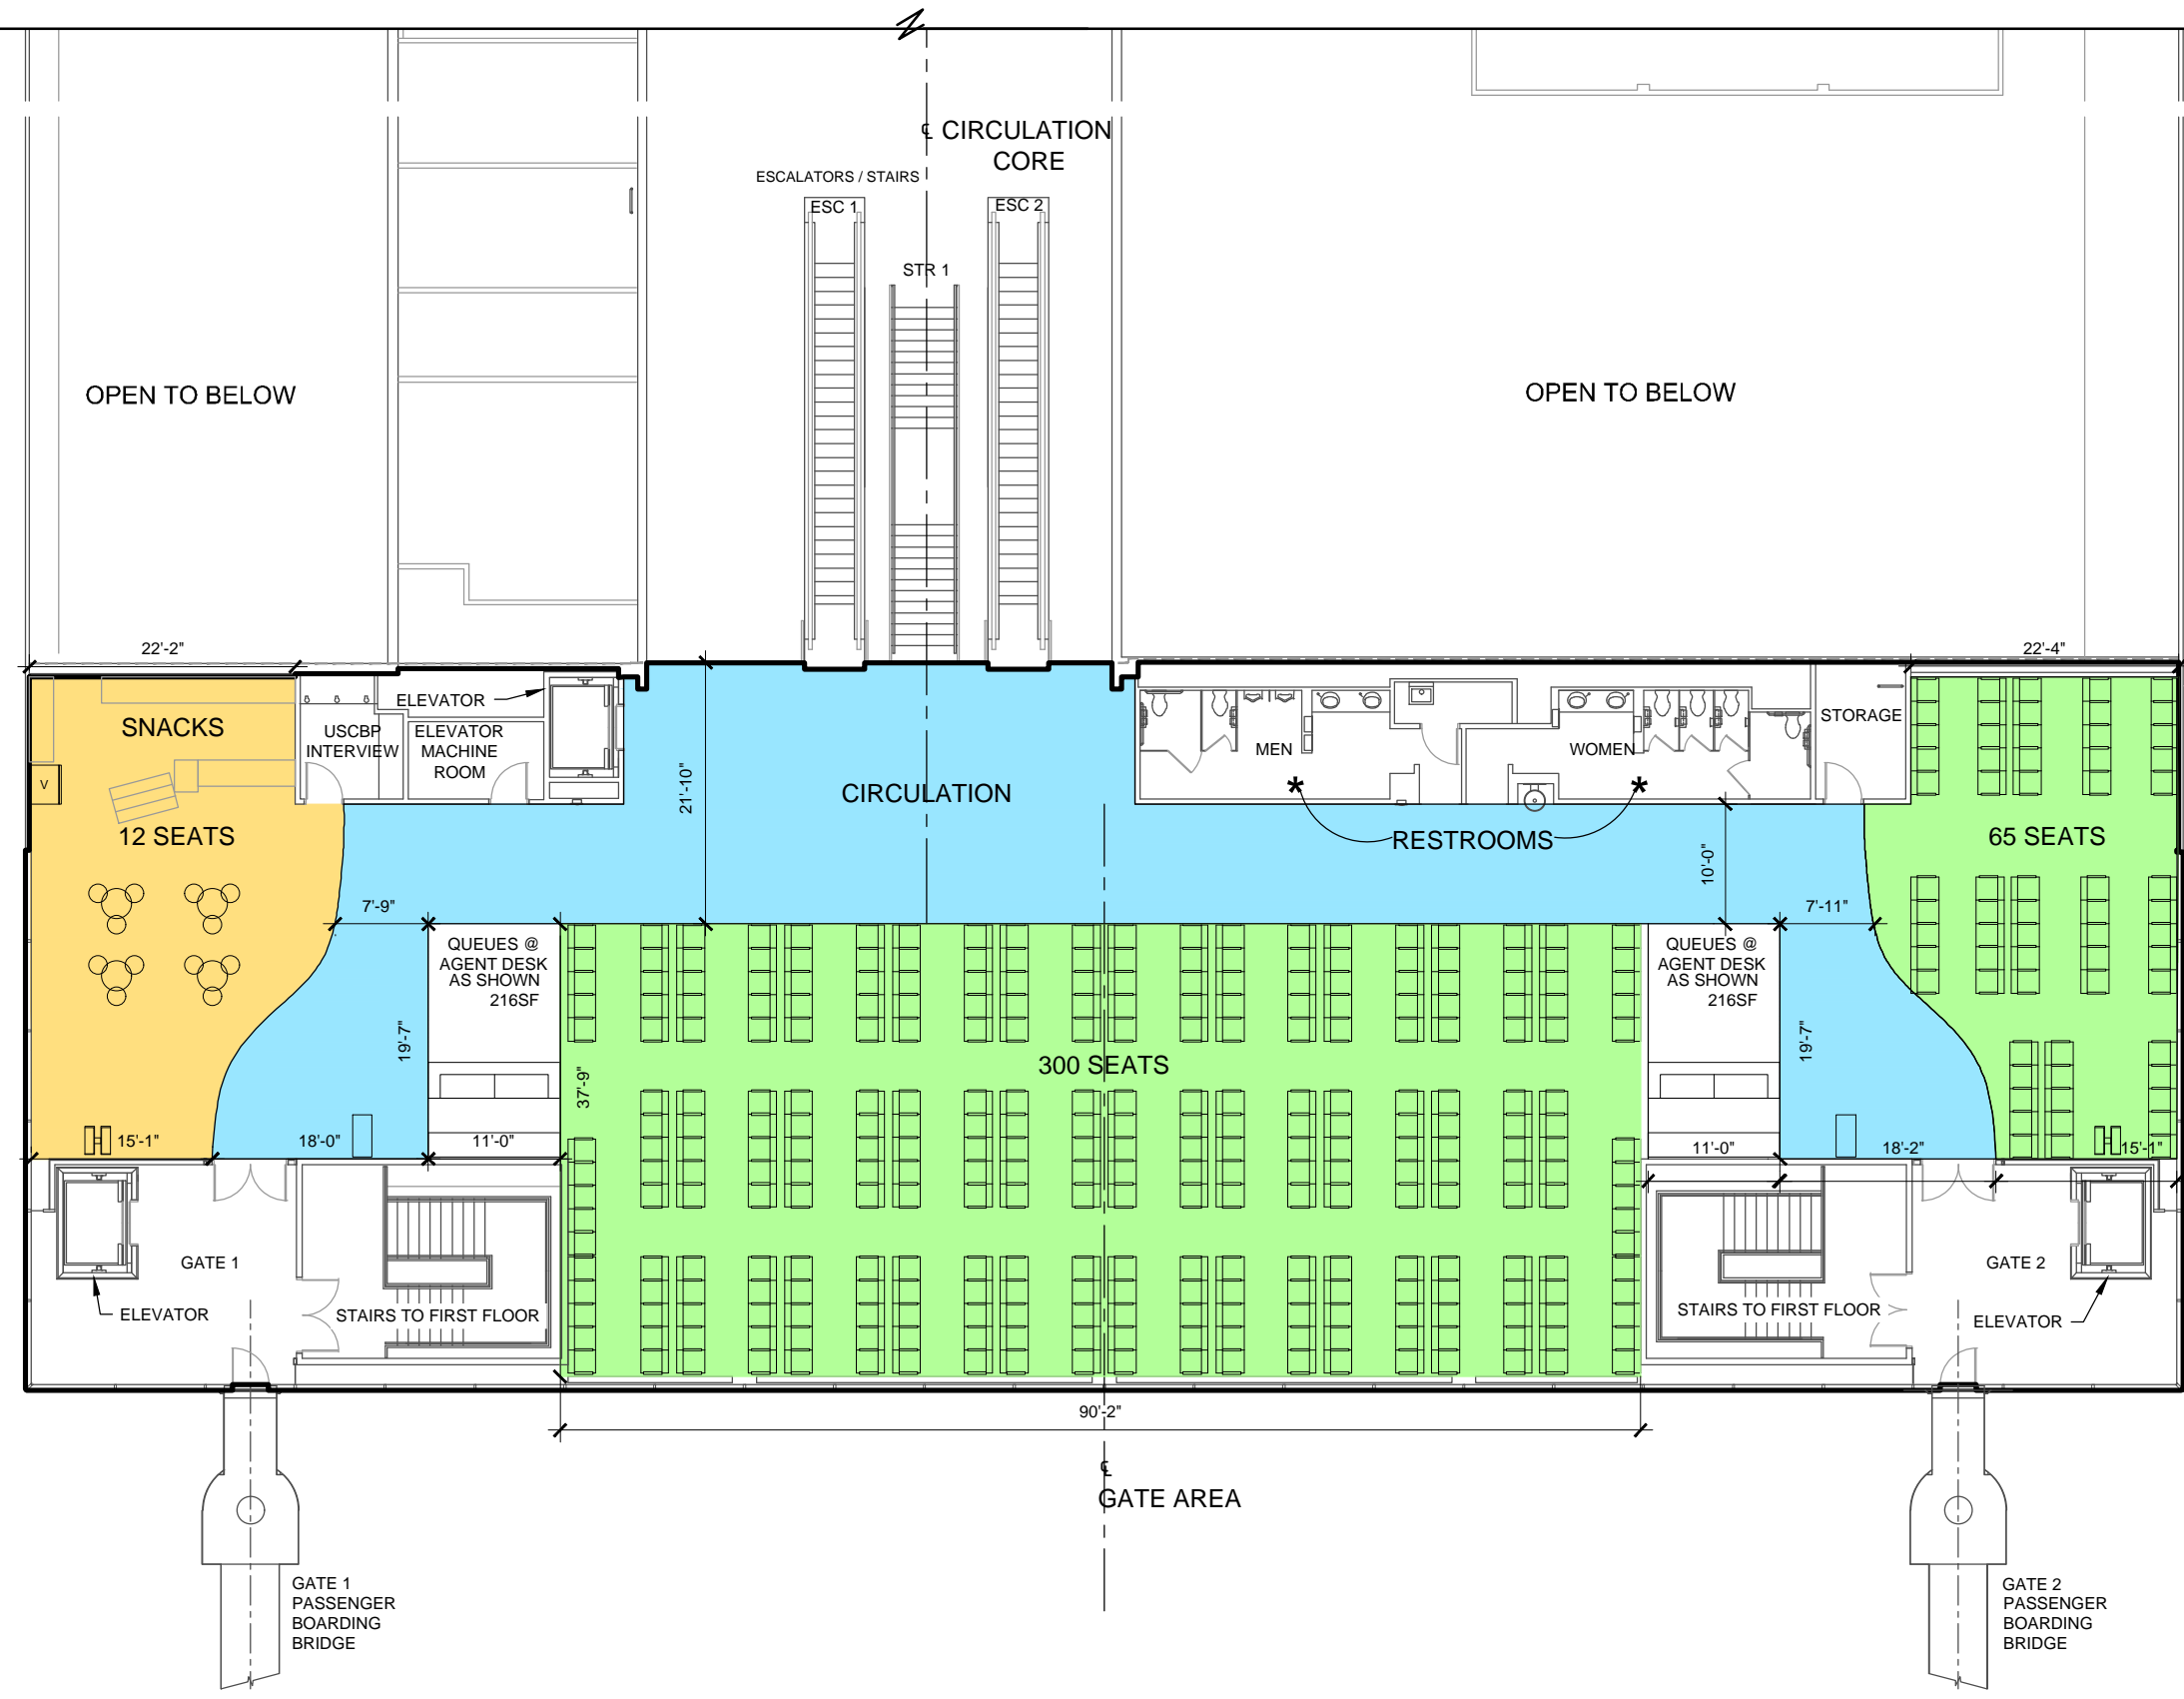 ℄ CIRCULATION
CORE
ESCALATORS / STAIRS
ESC 1
ESC 2
STR 1
OPEN TO BELOW
OPEN TO BELOW
22'-2"
22'-4"
SNACKS
V
12 SEATS
USCBP
INTERVIEW
ELEVATOR
ELEVATOR
MACHINE
ROOM
21'-10"
CIRCULATION
MEN
WOMEN
*
*
RESTROOMS
STORAGE
10'-0"
65 SEATS
7'-9"
7'-11"
QUEUES @
AGENT DESK
AS SHOWN
216SF
QUEUES @
AGENT DESK
AS SHOWN
216SF
19'-7"
19'-7"
37'-9"
300 SEATS
15'-1"
18'-0"
11'-0"
11'-0"
18'-2"
15'-1"
GATE 1
ELEVATOR
STAIRS TO FIRST FLOOR
STAIRS TO FIRST FLOOR
GATE 2
ELEVATOR
90'-2"
℄
GATE AREA
GATE 1
PASSENGER
BOARDING
BRIDGE
GATE 2
PASSENGER
BOARDING
BRIDGE